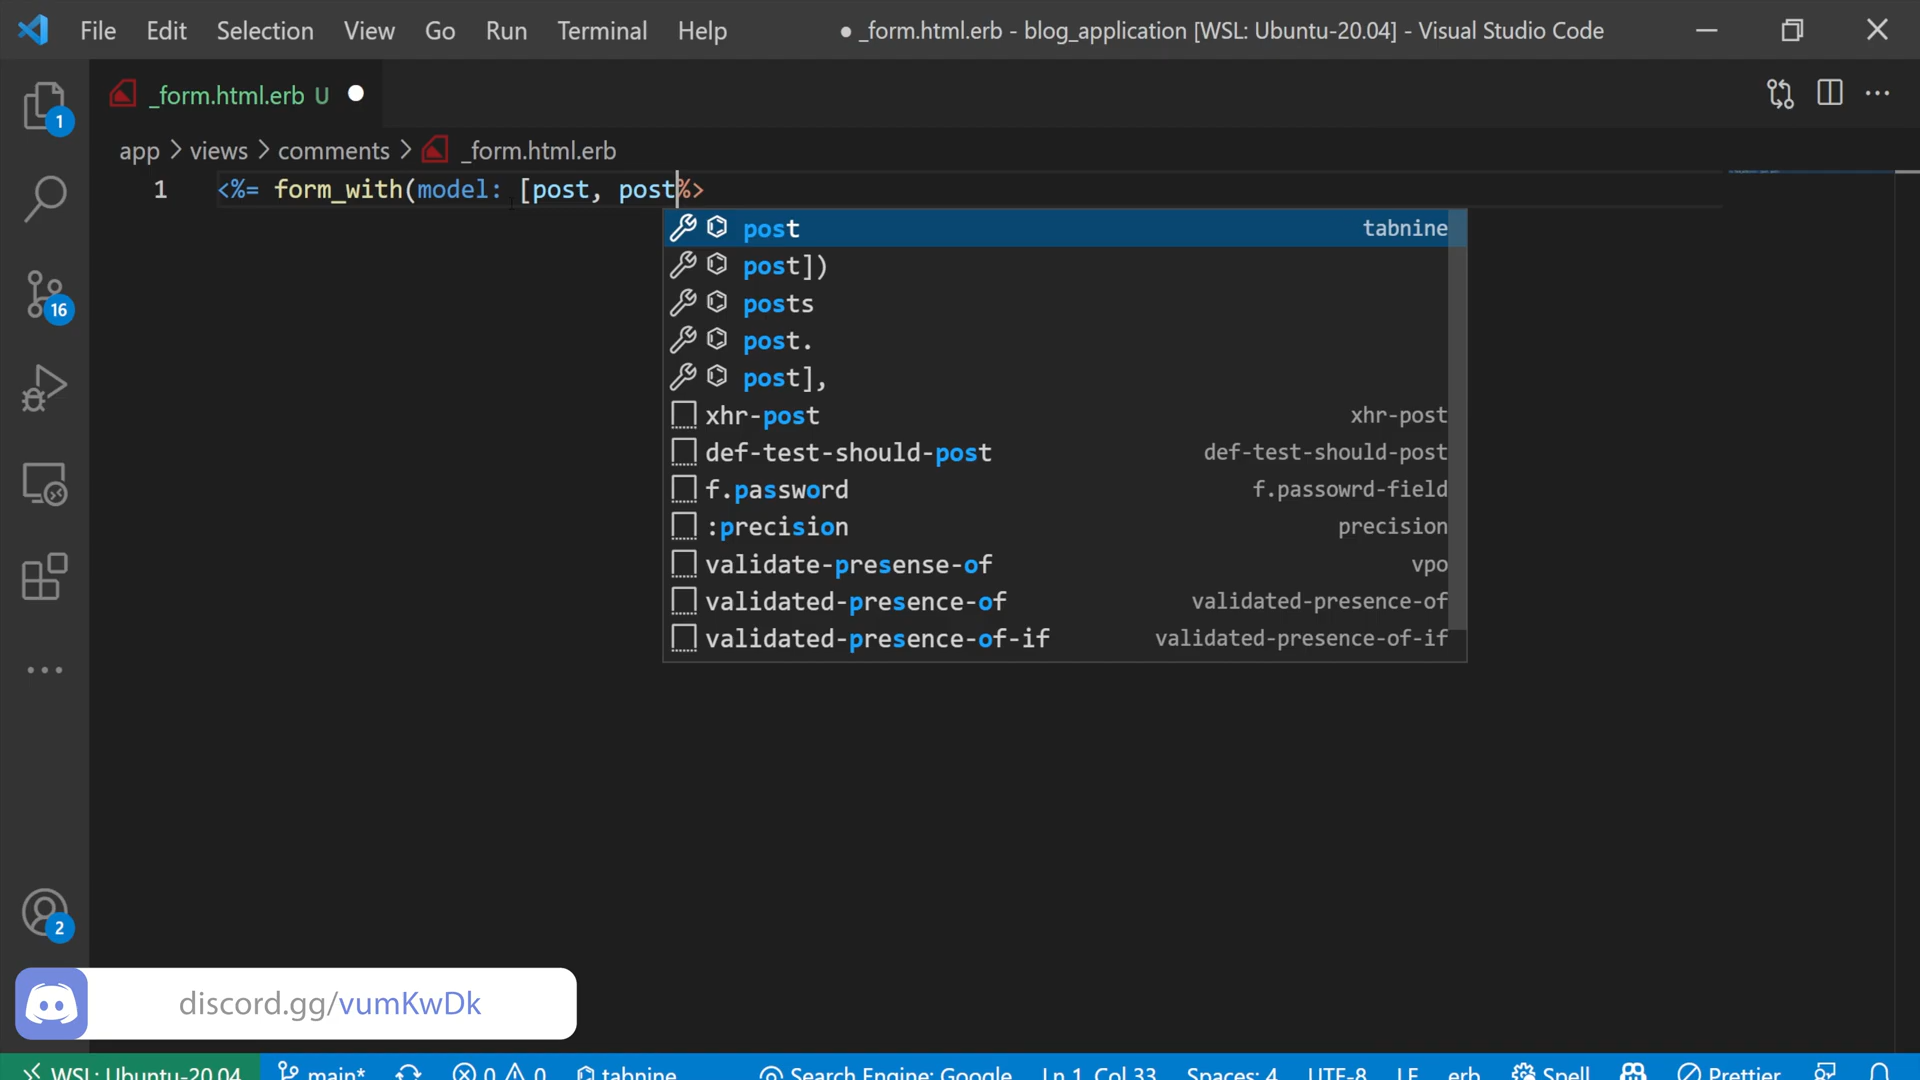 File Edit Selection View Go Run Terminal Help ● _form.html.erb - blog_application [WSL: Ubuntu-20.04] - Visual Studio Code
_form.html.erb U
1
app > views > comments > _form.html.erb
1 <%= form_with(model: [post, post%>
post tabnine
post])
posts
post.
post],
xhr-post xhr-post
16
def-test-should-post def-test-should-post
f.password f.passowrd-field
:precision precision
validate-presense-of vpo
validated-presence-of validated-presence-of
validated-presence-of-if validated-presence-of-if
2
discord.gg/vumKwDk
WSL: Ubuntu-20.04 main* 0 0 tabnine Search Engine: Google Ln 1, Col 33 Spaces: 4 UTF-8 LF erb Spell Prettier